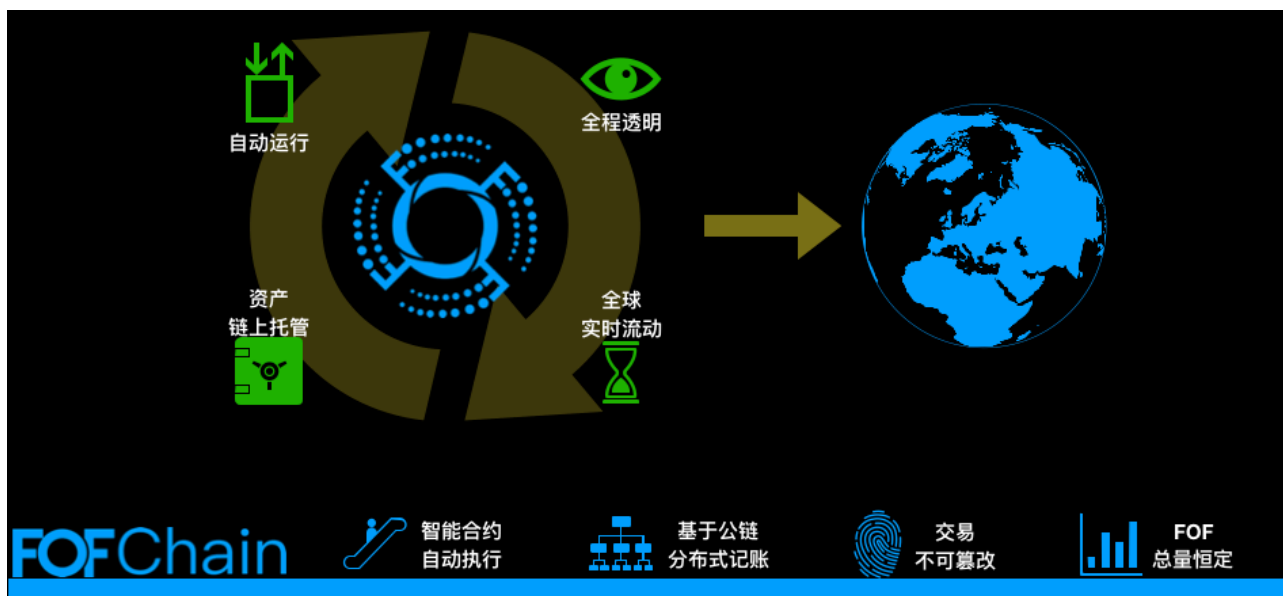 自动运行
全程透明
资产
链上托管
全球
实时流动
FOFChain
智能合约
自动执行
基于公链
分布式记账
交易
不可篡改
FOF
总量恒定